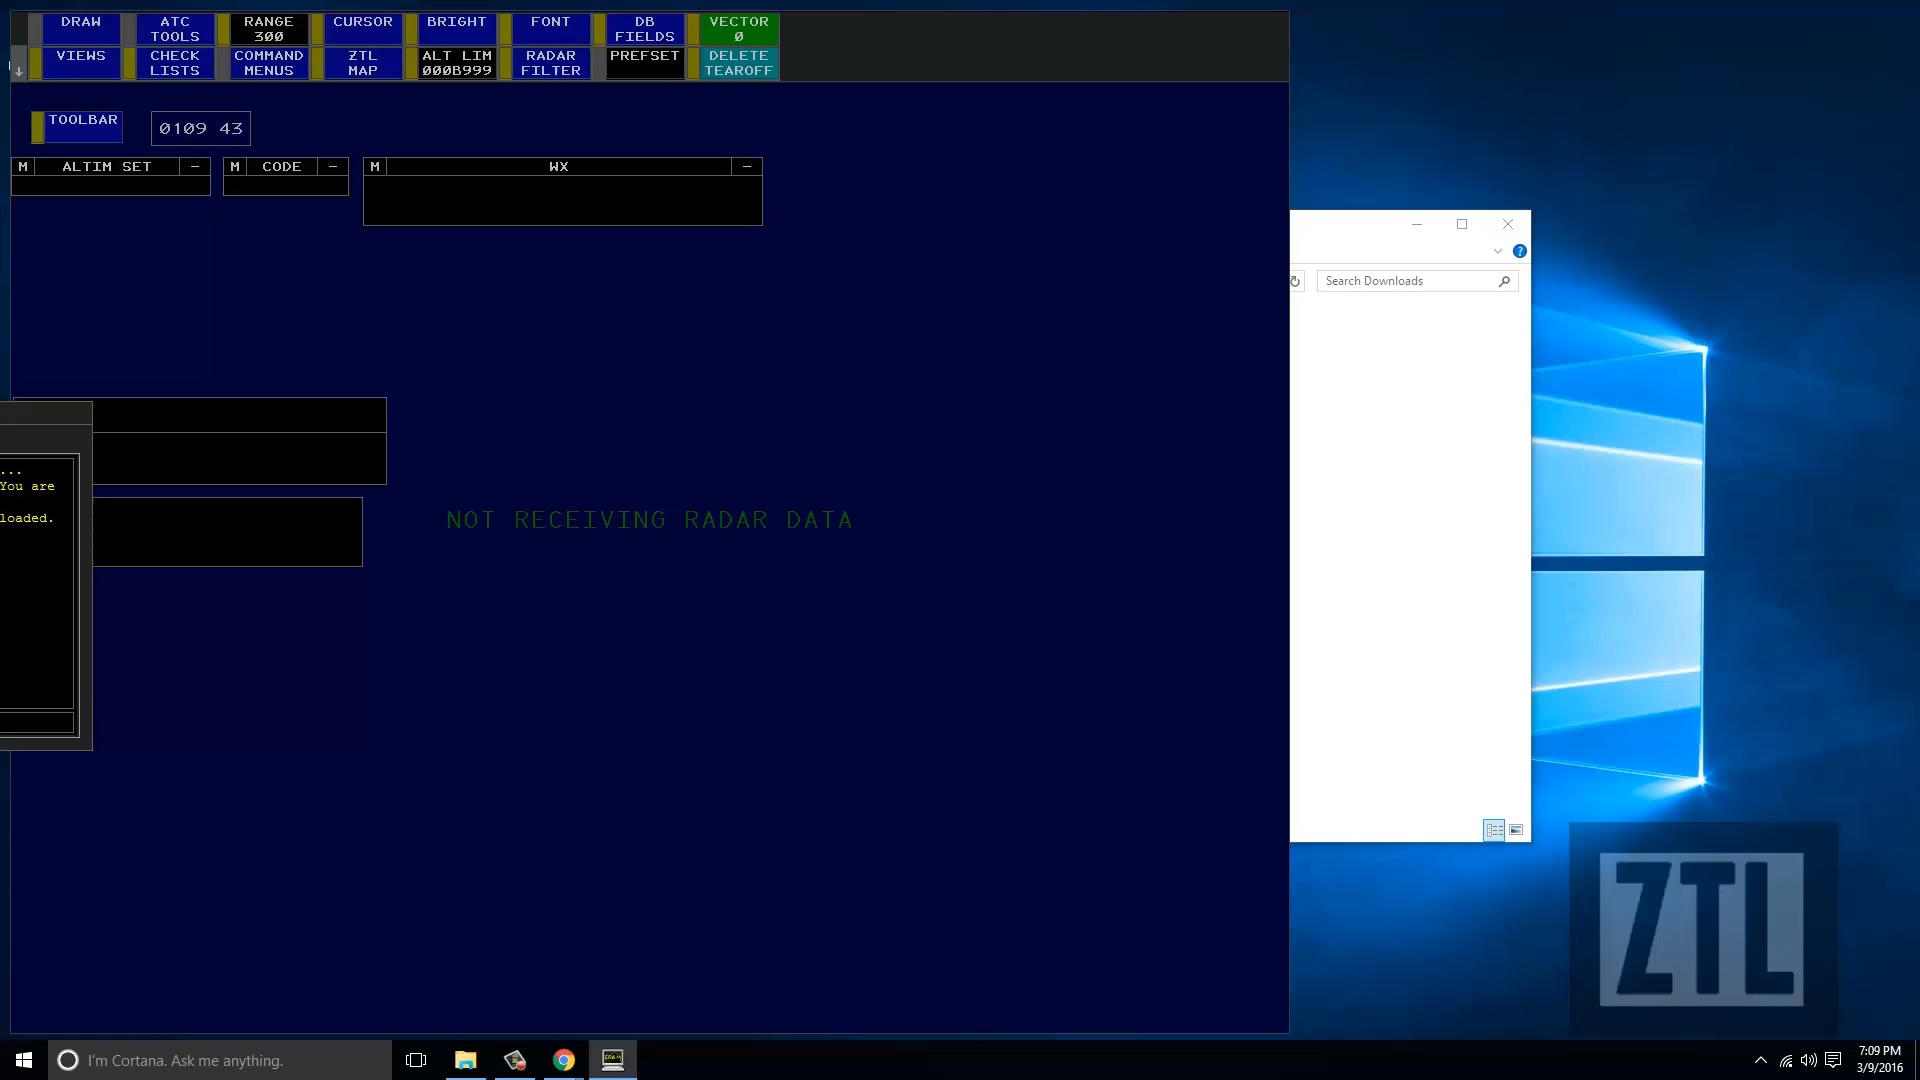 DRAW
ATC
TOOLS
RANGE
300
CURSOR
BRIGHT
FONT
DB
FIELDS
VECTOR
0
VIEWS
CHECK
LISTS
COMMAND
MENUS
ZTL
MAP
ALT LIM
000B999
RADAR
FILTER
PREFSET
DELETE
TEAROFF
TOOLBAR
0109 43
M ALTIM SET -
M CODE -
M WX -
Search Downloads
...
You are
loaded.
NOT RECEIVING RADAR DATA
ZTL
I'm Cortana. Ask me anything.
ERAM
7:09 PM
3/9/2016